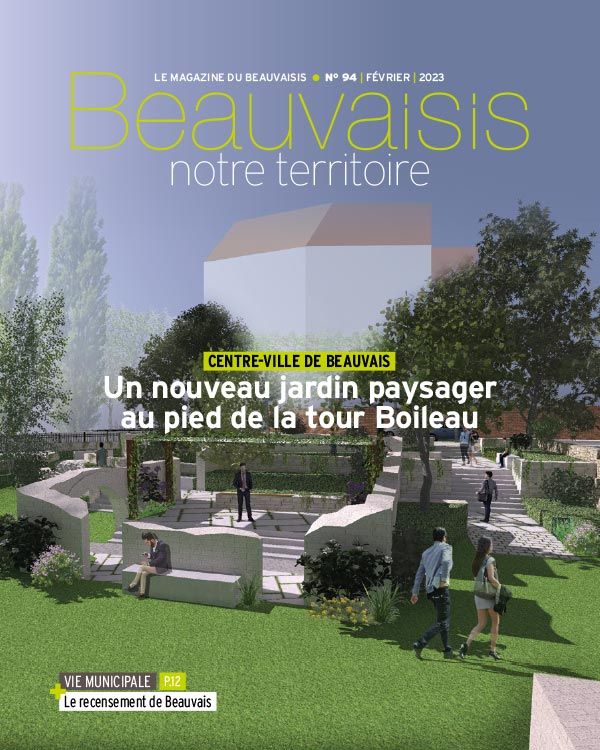 LE MAGAZINE DU BEAUVAISIS ● N° 94 | FÉVRIER | 2023
Beauvaisis
notre territoire
CENTRE-VILLE DE BEAUVAIS
Un nouveau jardin paysager
au pied de la tour Boileau
VIE MUNICIPALE P.12
+ Le recensement de Beauvais